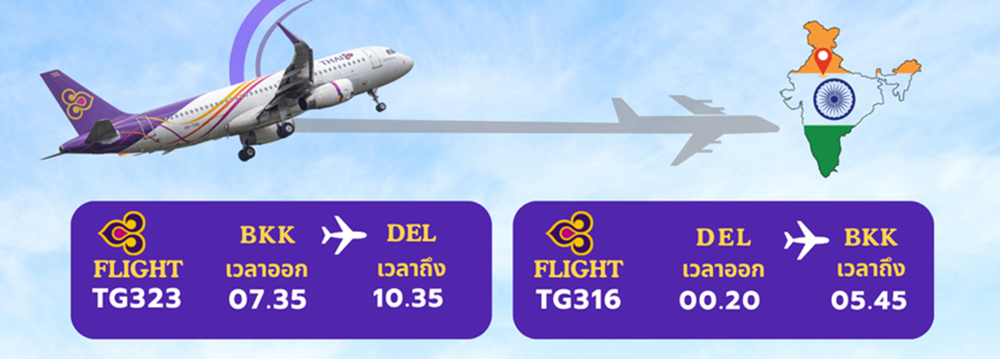 THAI
BKK DEL
FLIGHT เวลาออก เวลาถึง
TG323 07.35 10.35
DEL BKK
FLIGHT เวลาออก เวลาถึง
TG316 00.20 05.45